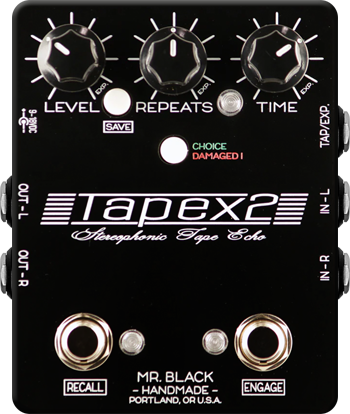 EXP. EXP. EXP.
LEVEL REPEATS TIME
SAVE
TAP/EXP.
CHOICE
DAMAGED I
OUT-L
IN-L
Tapex2
Stereophonic Tape Echo
OUT-R
IN-R
MR. BLACK
- HANDMADE -
PORTLAND, OR U.S.A.
RECALL
ENGAGE